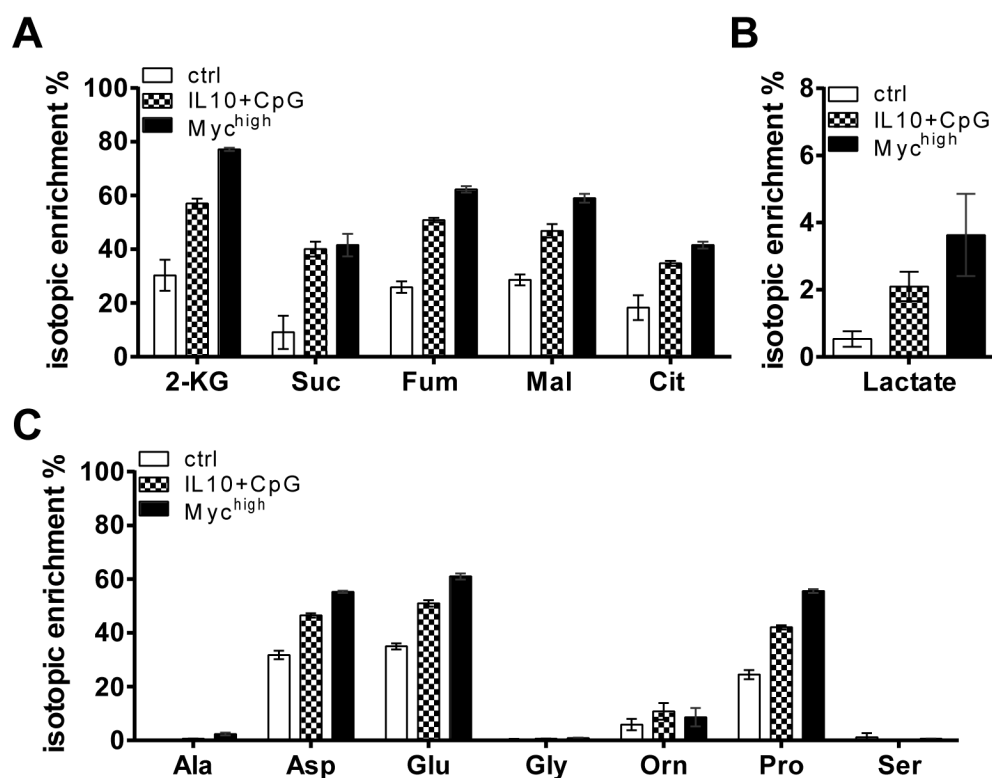 A
isotopic enrichment %
100
80
60
40
20
0
ctrl
IL10+CpG
Myc^high
2-KG Suc Fum Mal Cit
B
isotopic enrichment %
8
6
4
2
0
ctrl
IL10+CpG
Myc^high
Lactate
C
isotopic enrichment %
100
80
60
40
20
0
ctrl
IL10+CpG
Myc^high
Ala Asp Glu Gly Orn Pro Ser